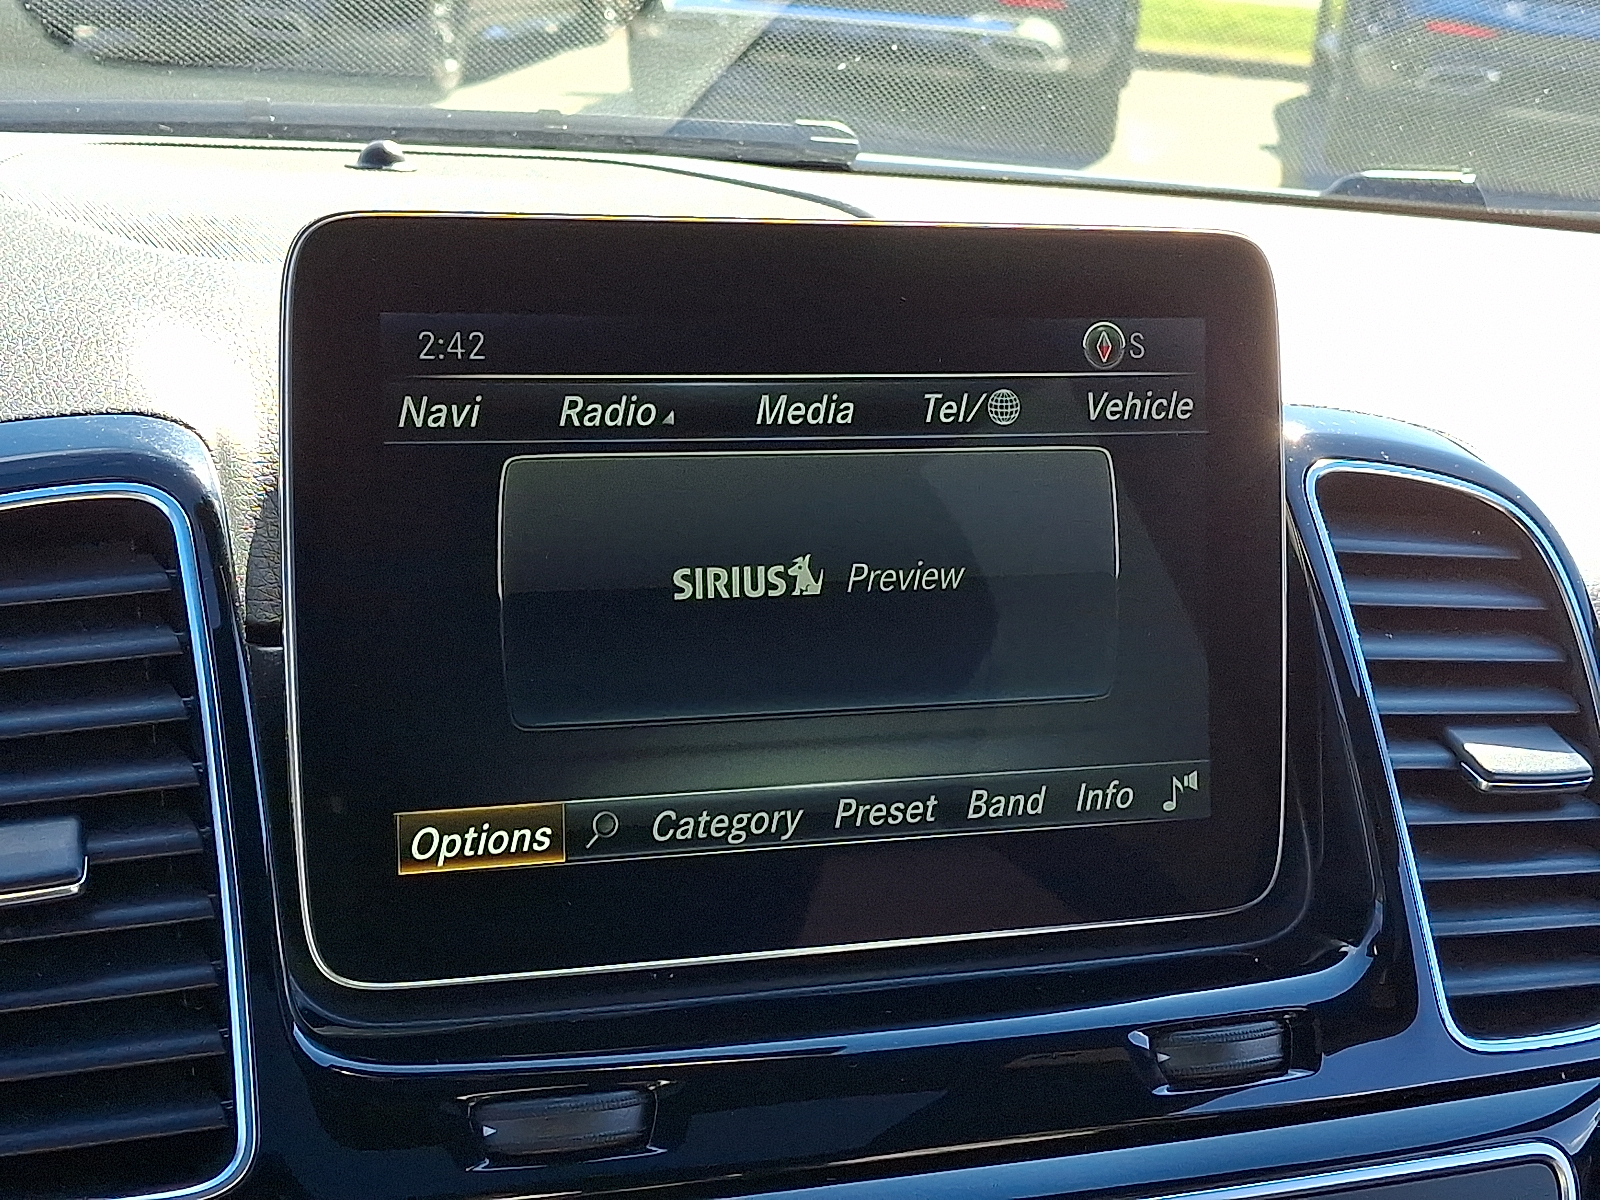 2:42 S
Navi Radio Media Tel/ Vehicle
SIRIUS Preview
Options Category Preset Band Info